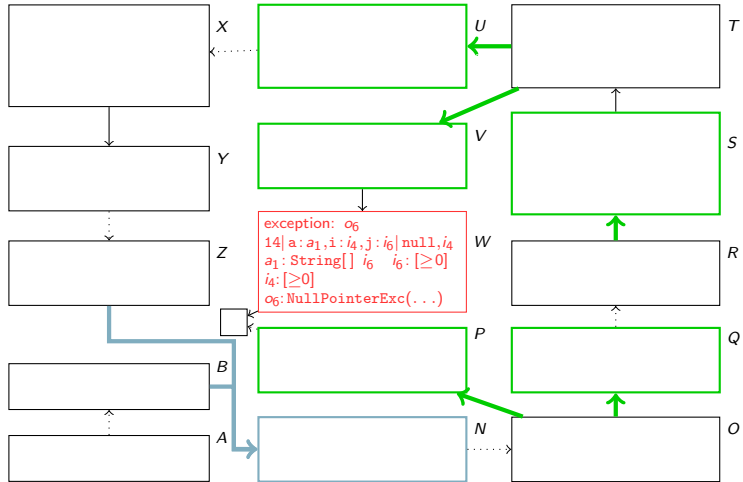 X
U
T
V
S
Y
exception: o₆
14|a:a₁,i:i₄,j:i₆|null,i₄
a₁:String[] i₆ i₆:[≥0]
i₄:[≥0]
o₆:NullPointerExc(...)
W
Z
R
P
Q
B
A
N
O